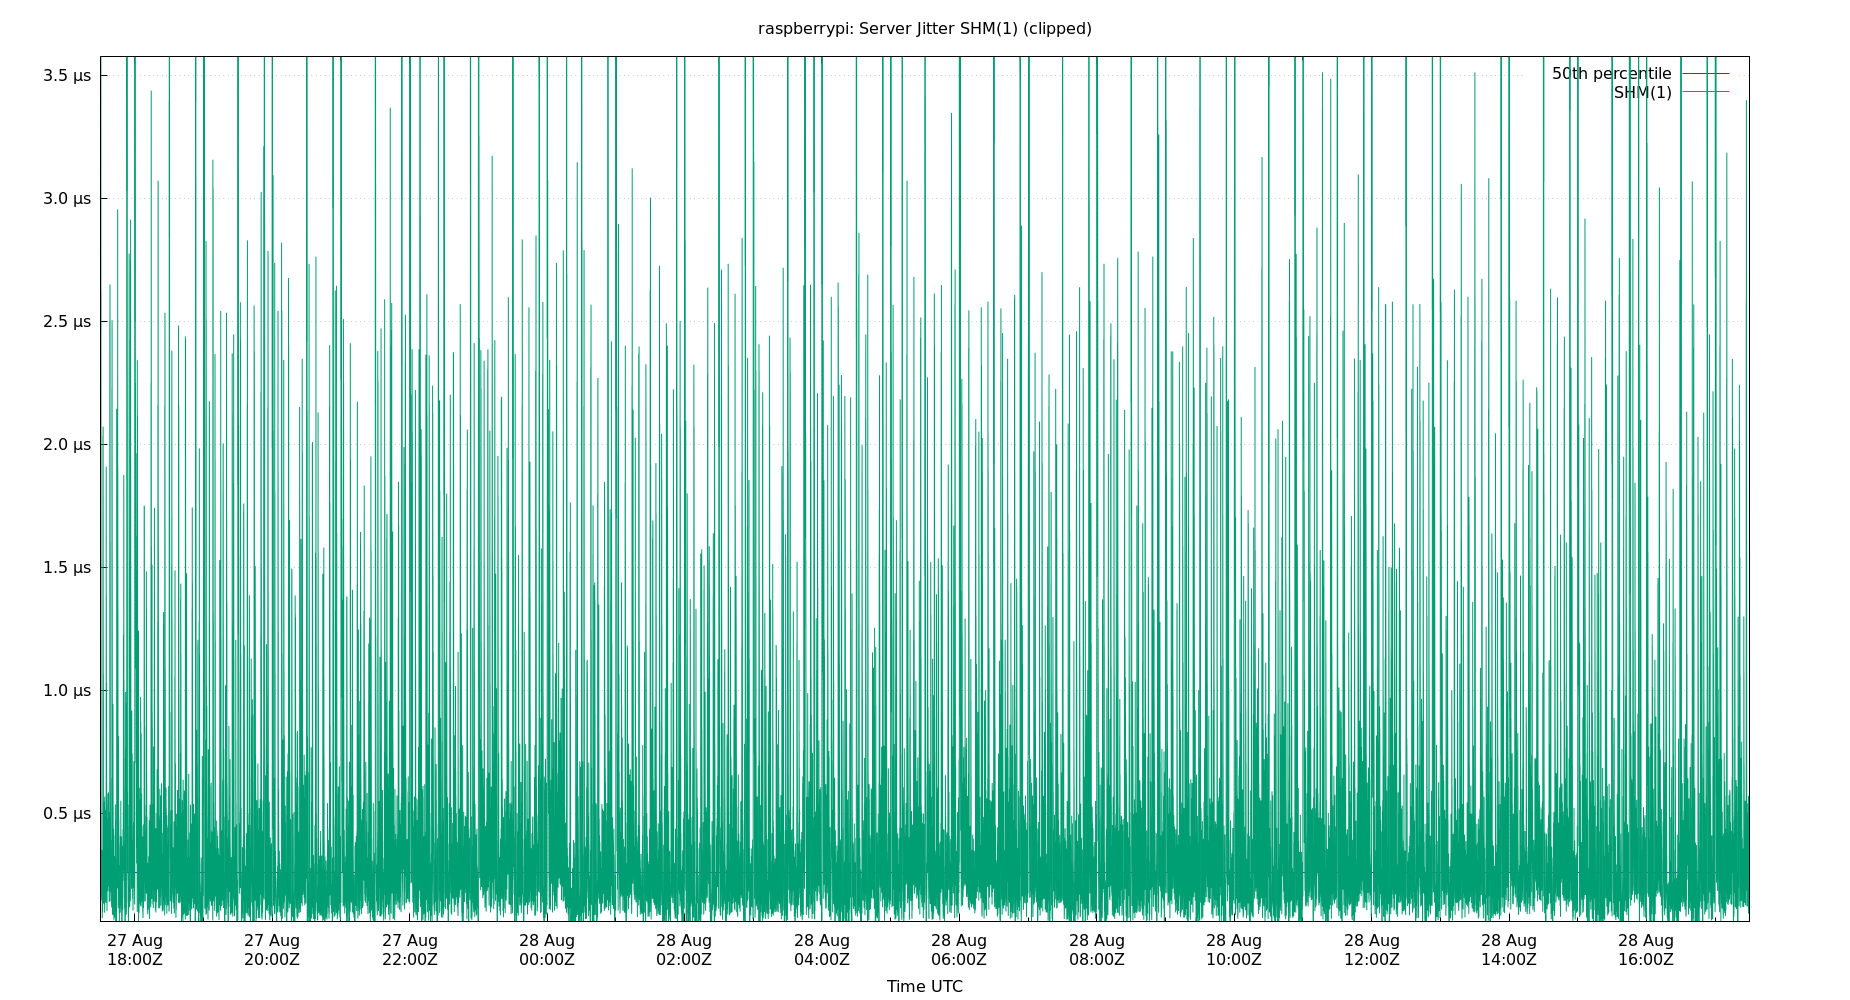 raspberrypi: Server Jitter SHM(1) (clipped)
50th percentile
SHM(1)
3.5 µs
3.0 µs
2.5 µs
2.0 µs
1.5 µs
1.0 µs
0.5 µs
27 Aug 27 Aug 27 Aug 28 Aug 28 Aug 28 Aug 28 Aug 28 Aug 28 Aug 28 Aug 28 Aug 28 Aug
18:00Z 20:00Z 22:00Z 00:00Z 02:00Z 04:00Z 06:00Z 08:00Z 10:00Z 12:00Z 14:00Z 16:00Z
Time UTC